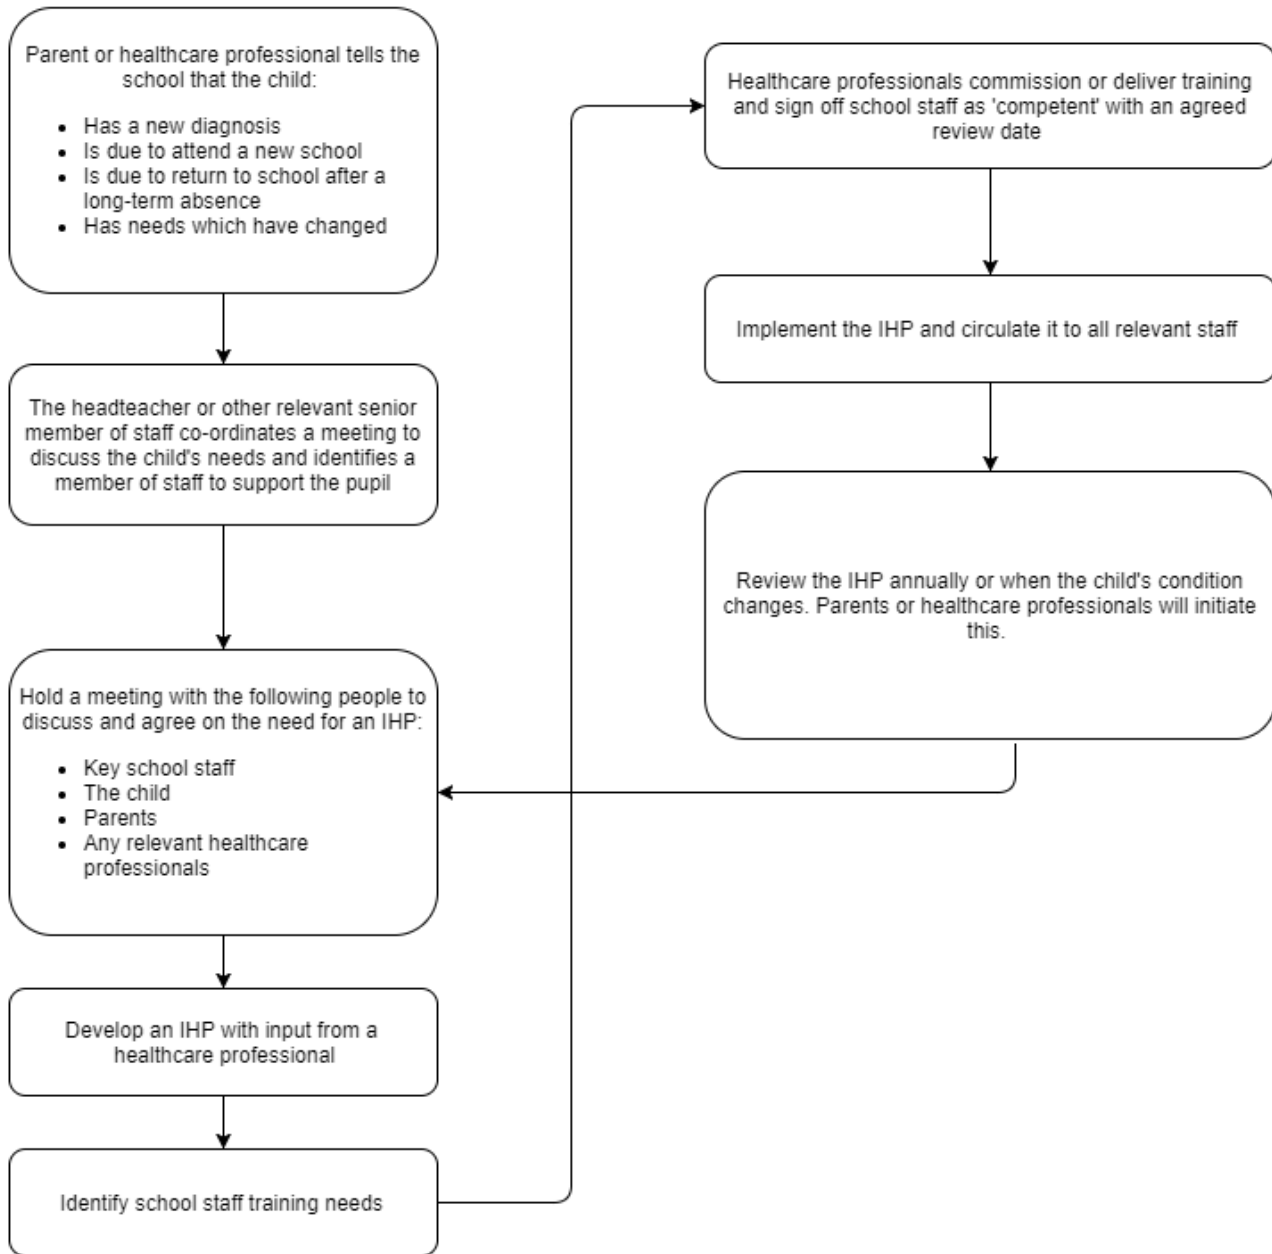 Parent or healthcare professional tells the
school that the child:
• Has a new diagnosis
• Is due to attend a new school
• Is due to return to school after a
long-term absence
• Has needs which have changed
The headteacher or other relevant senior
member of staff co-ordinates a meeting to
discuss the child's needs and identifies a
member of staff to support the pupil
Hold a meeting with the following people to
discuss and agree on the need for an IHP:
• Key school staff
• The child
• Parents
• Any relevant healthcare
professionals
Develop an IHP with input from a
healthcare professional
Identify school staff training needs
Healthcare professionals commission or deliver training
and sign off school staff as 'competent' with an agreed
review date
Implement the IHP and circulate it to all relevant staff
Review the IHP annually or when the child's condition
changes. Parents or healthcare professionals will initiate
this.